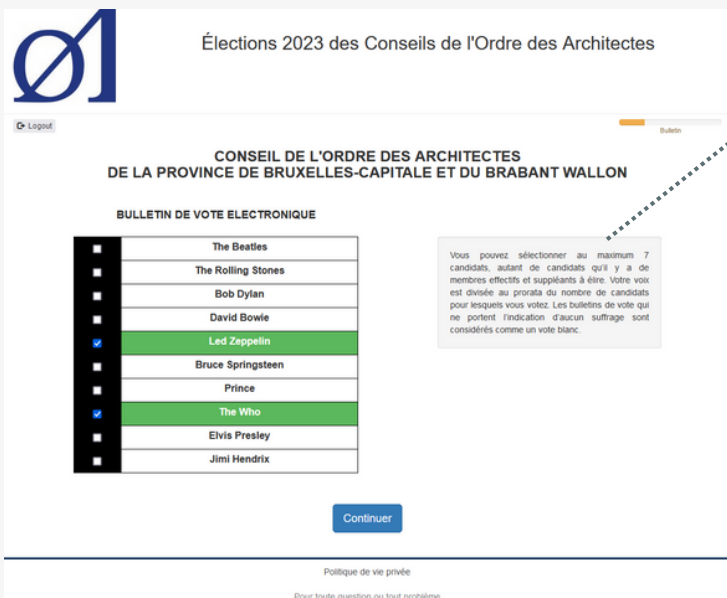 Élections 2023 des Conseils de l'Ordre des Architectes
Logout
Bulletin
CONSEIL DE L'ORDRE DES ARCHITECTES
DE LA PROVINCE DE BRUXELLES-CAPITALE ET DU BRABANT WALLON
BULLETIN DE VOTE ELECTRONIQUE
The Beatles
The Rolling Stones
Bob Dylan
David Bowie
Led Zeppelin
Bruce Springsteen
Prince
The Who
Elvis Presley
Jimi Hendrix
Vous pouvez sélectionner au maximum 7
candidats, autant de candidats qu'il y a de
membres effectifs et suppléants à élire. Votre voix
est divisée au prorata du nombre de candidats
pour lesquels vous votez. Les bulletins de vote qui
ne portent l'indication d'aucun suffrage sont
considérés comme un vote blanc.
Continuer
Politique de vie privée
Pour toute question ou tout problème